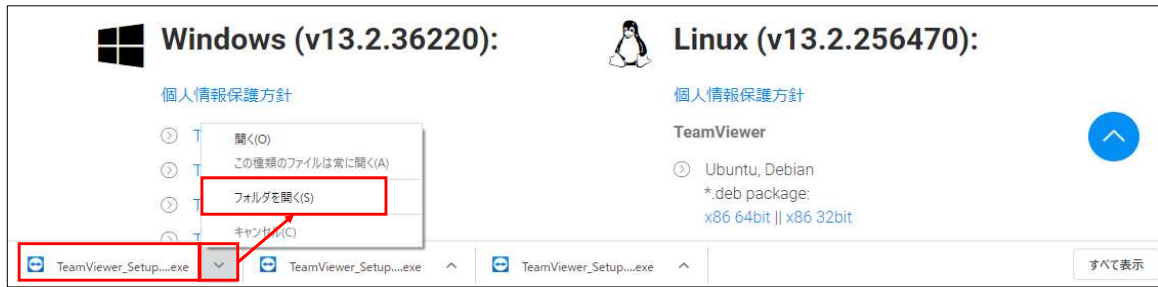 Windows (v13.2.36220):
個人情報保護方針
T
T
T
T
開く(O)
この種類のファイルは常に開く(A)
フォルダを開く(S)
キャンセル(C)
Linux (v13.2.256470):
個人情報保護方針
TeamViewer
Ubuntu, Debian
*.deb package:
x86 64bit || x86 32bit
TeamViewer_Setup....exe
TeamViewer_Setup....exe
TeamViewer_Setup....exe
すべて表示